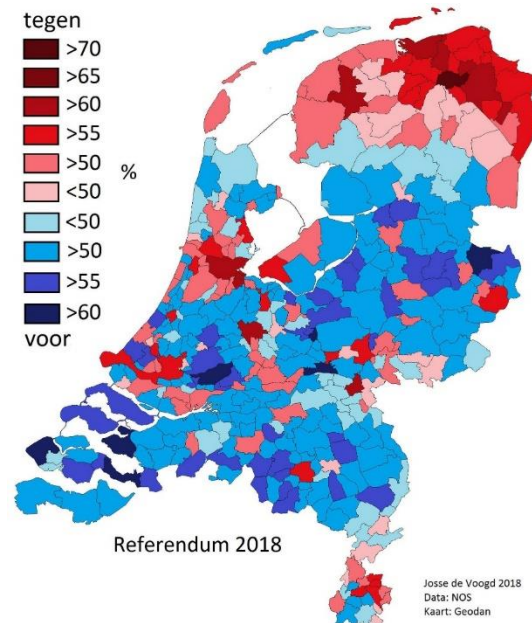 tegen
>70
>65
>60
>55
>50
<50
%
<50
>50
>55
>60
voor
Referendum 2018
Josse de Voogd 2018
Data: NOS
Kaart: Geodan